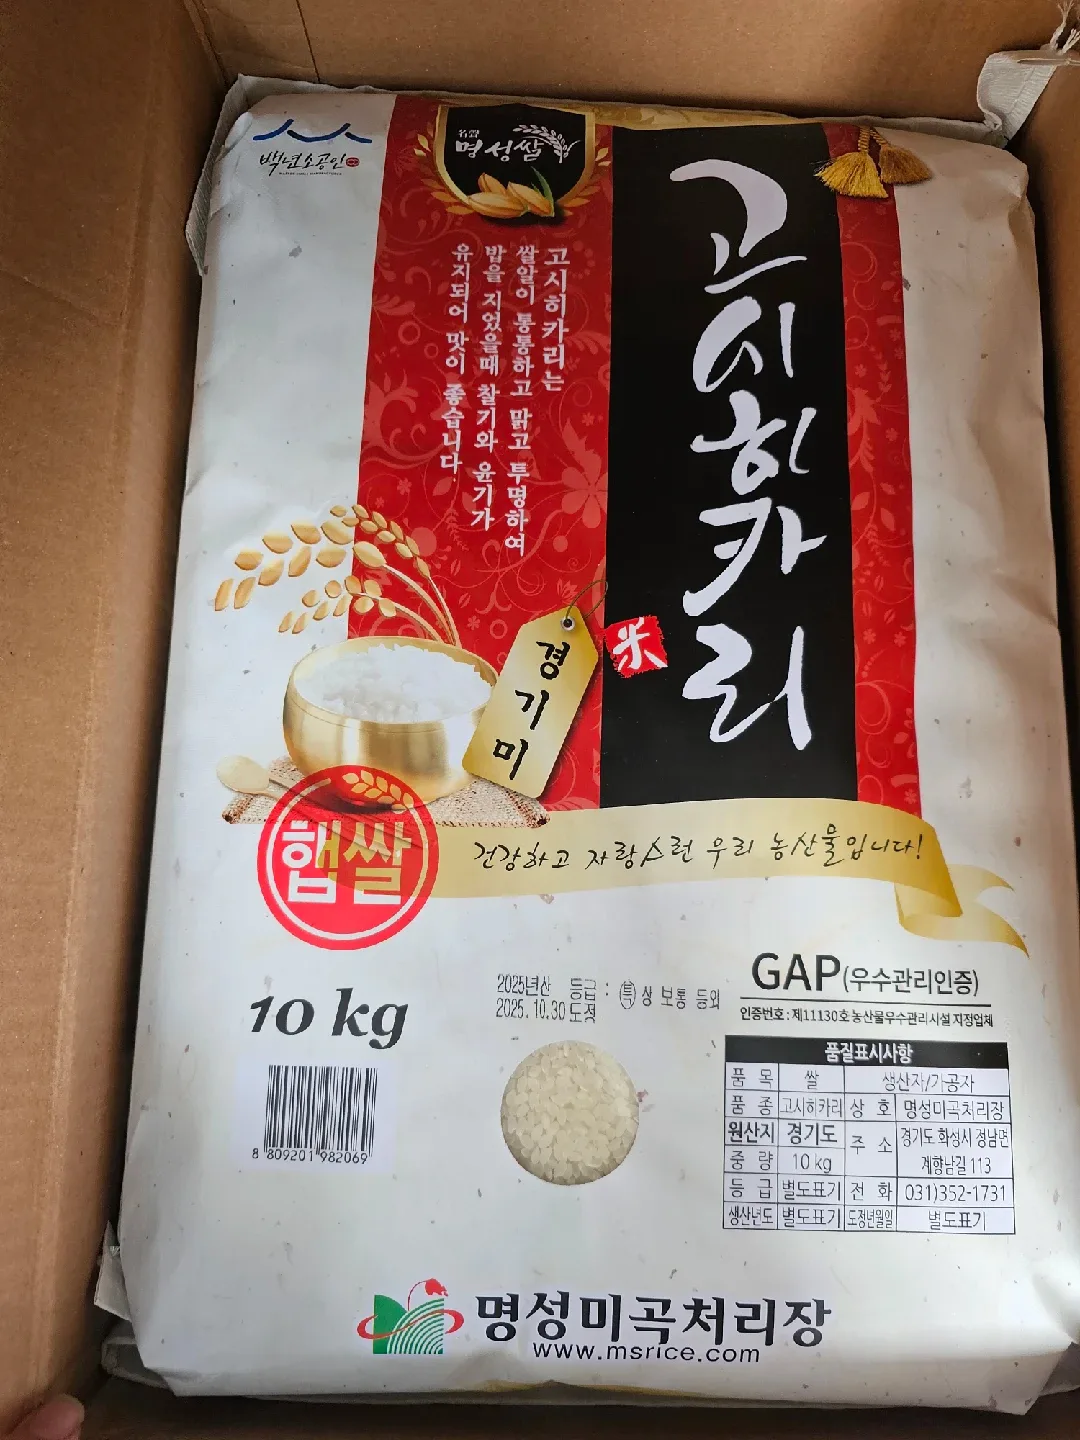 백년소공인
名聲
명성쌀
고시히카리
고시히카리는
쌀알이 통통하고 맑고 투명하여
밥을 지었을때 찰기와 윤기가
유지되어 맛이 좋습니다.
경기미
米
햅쌀
건강하고 자랑스런 우리 농산물입니다!
10 kg
2025년산 등급 : 특 상 보통 등외
2025.10.30 도정
GAP(우수관리인증)
인증번호 : 제11130호 농산물우수관리시설 지정업체
품질표시사항
품 목 쌀 생산자/가공자
품 종 고시히카리 상 호 명성미곡처리장
원산지 경기도 주 소 경기도 화성시 정남면
계향남길 113
중 량 10 kg
등 급 별도표기 전 화 031)352-1731
생산년도 별도표기 도정년월일 별도표기
8 809201 982069
명성미곡처리장
www.msrice.com